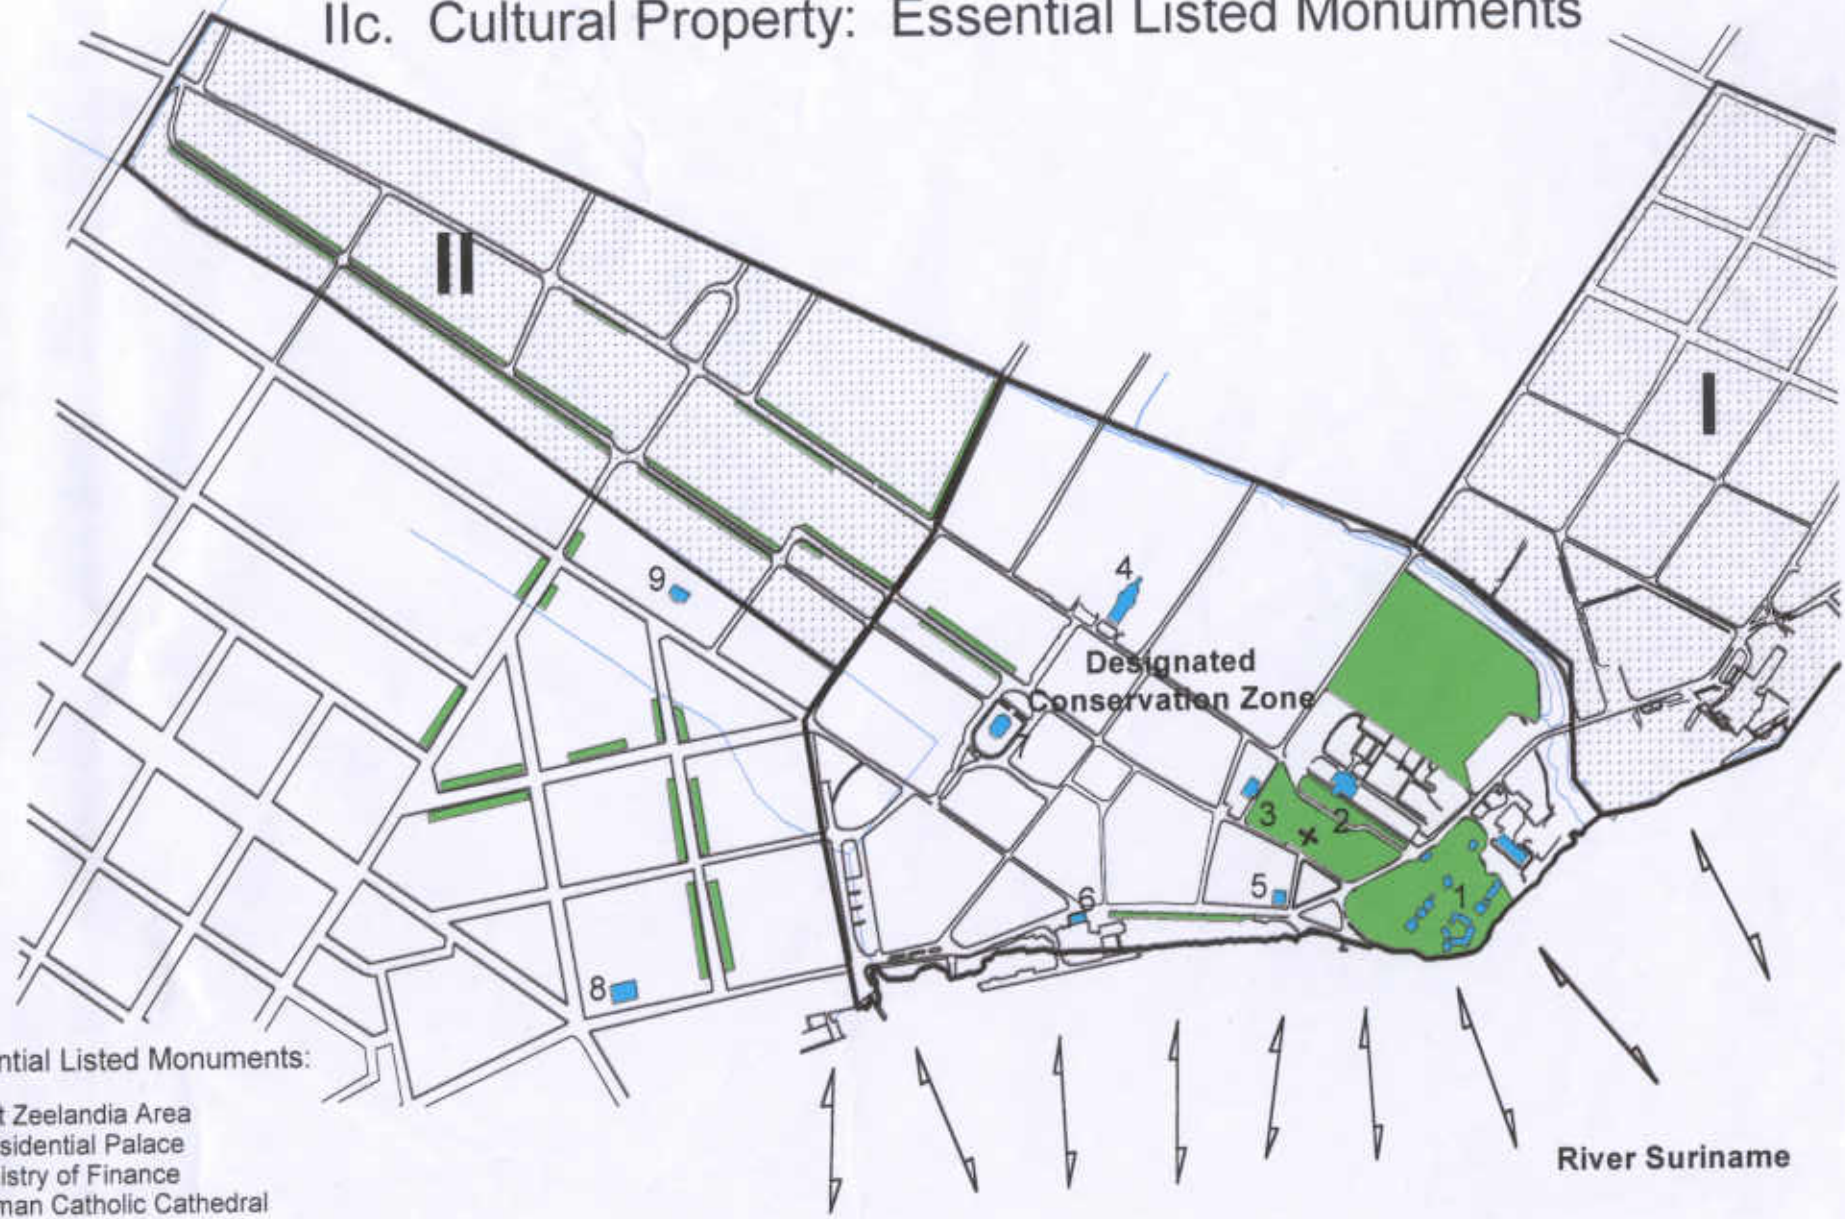 IIc. Cultural Property: Essential Listed Monuments
II
I
4
9
Designated
Conservation Zone
3
2
5
1
6
8
ntial Listed Monuments:
t Zeelandia Area
sidential Palace
istry of Finance
man Catholic Cathedral
River Suriname